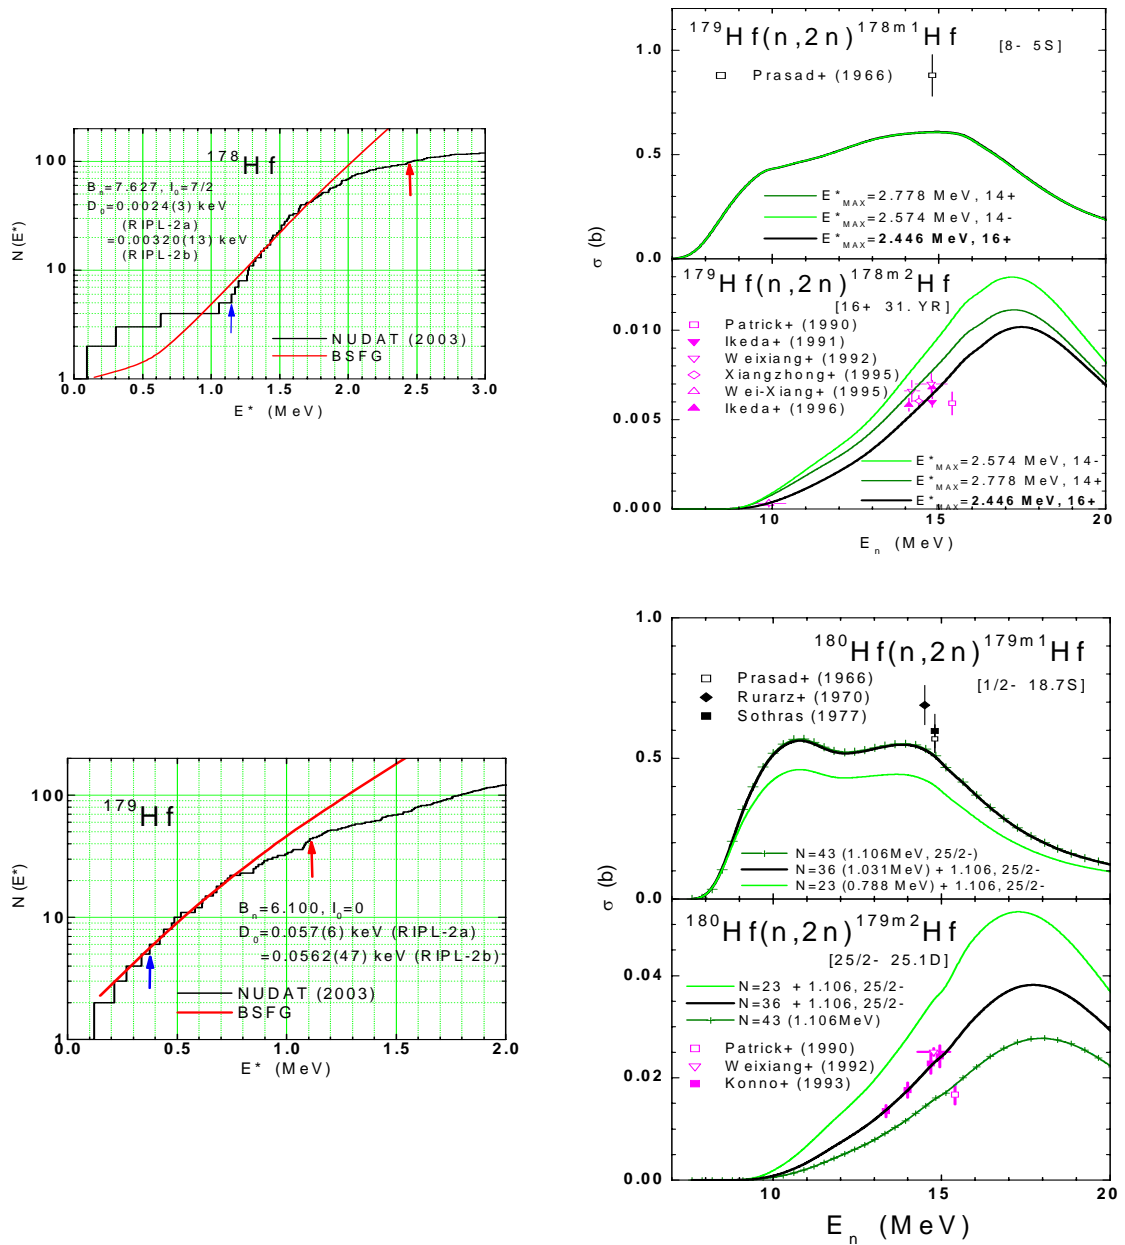 178Hf
B_n=7.627, I_0=7/2
D_0=0.0024(3) keV
(RIPL-2a)
=0.00320(13) keV
(RIPL-2b)
NUDAT (2003)
BSFG
N(E*)
100
10
1
0.0 0.5 1.0 1.5 2.0 2.5 3.0
E* (MeV)
179Hf(n,2n)178m1Hf
[8- 5S]
Prasad+ (1966)
E*MAX=2.778 MeV, 14+
E*MAX=2.574 MeV, 14-
E*MAX=2.446 MeV, 16+
1.0
0.5
0.0
σ (b)
179Hf(n,2n)178m2Hf
[16+ 31. YR]
Patrick+ (1990)
Ikeda+ (1991)
Weixiang+ (1992)
Xiangzhong+ (1995)
Wei-Xiang+ (1995)
Ikeda+ (1996)
E*MAX=2.574 MeV, 14-
E*MAX=2.778 MeV, 14+
E*MAX=2.446 MeV, 16+
0.010
0.005
0.000
10 15 20
E_n (MeV)
179Hf
B_n=6.100, I_0=0
D_0=0.057(6) keV (RIPL-2a)
=0.0562(47) keV (RIPL-2b)
NUDAT (2003)
BSFG
N(E*)
100
10
1
0.0 0.5 1.0 1.5 2.0
E* (MeV)
180Hf(n,2n)179m1Hf
[1/2- 18.7S]
Prasad+ (1966)
Rurarz+ (1970)
Sothras (1977)
N=43 (1.106MeV, 25/2-)
N=36 (1.031MeV) + 1.106, 25/2-
N=23 (0.788 MeV) + 1.106, 25/2-
1.0
0.5
0.0
σ (b)
180Hf(n,2n)179m2Hf
[25/2- 25.1D]
N=23 + 1.106, 25/2-
N=36 + 1.106, 25/2-
N=43 (1.106MeV)
Patrick+ (1990)
Weixiang+ (1992)
Konno+ (1993)
0.04
0.02
0.00
10 15 20
E_n (MeV)